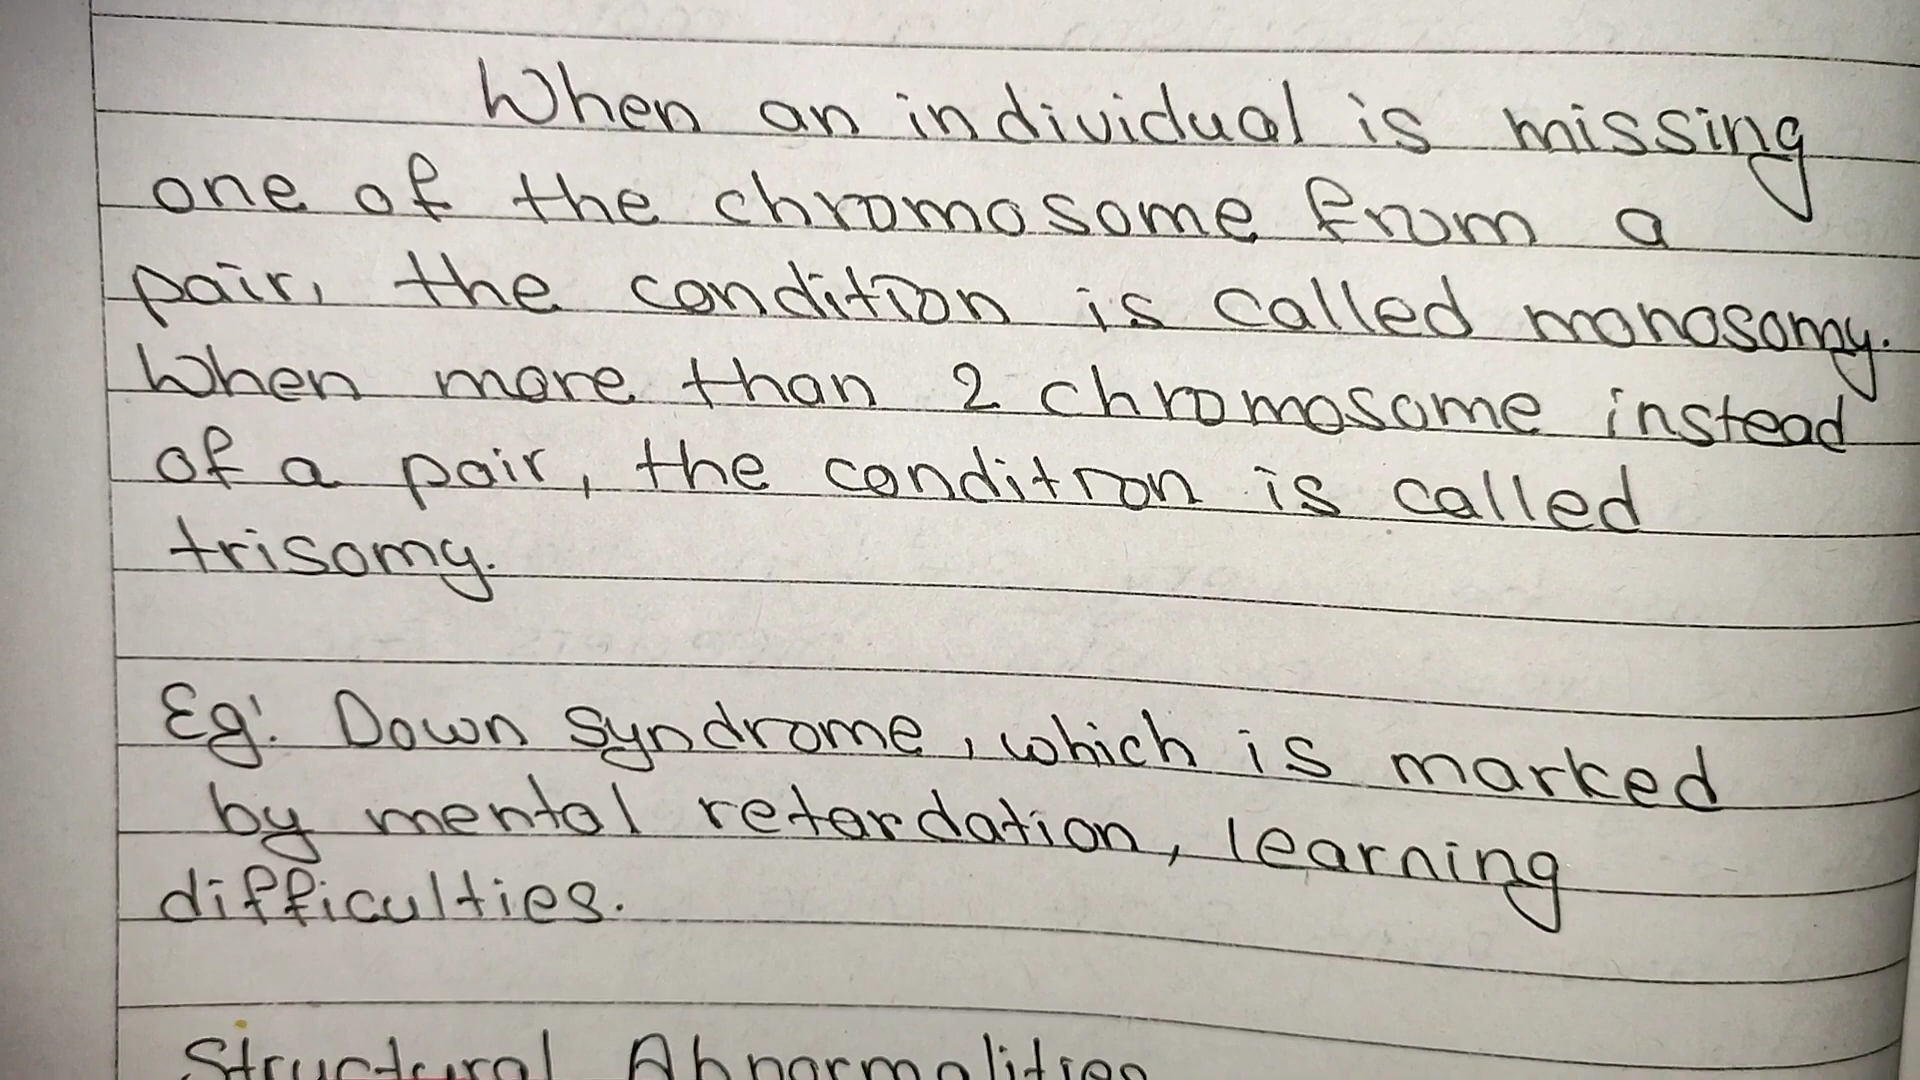 When an individual is missing
one of the chromosome from a
pair, the condition is called monosomy.
When more than 2 chromosome instead
of a pair, the condition is called
trisomy.
Eg: Down syndrome, which is marked
by mental retardation, learning
difficulties.
Structural Abnormalities